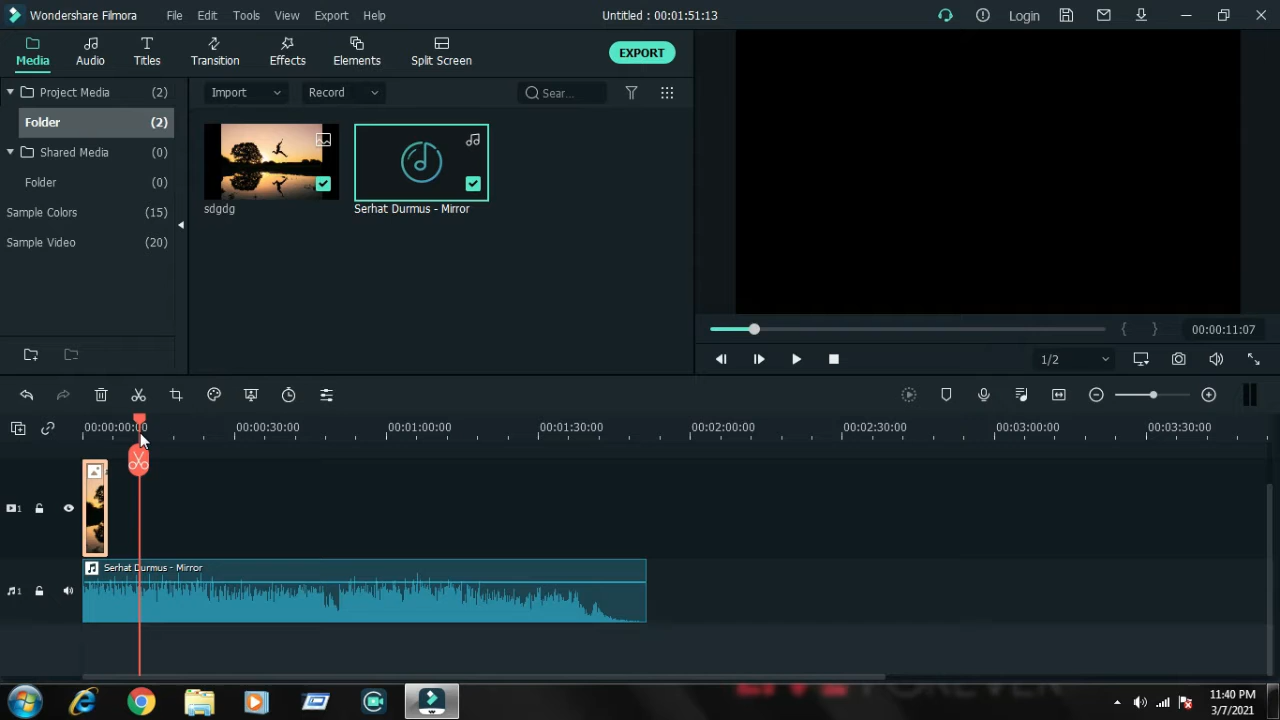 Wondershare Filmora File Edit Tools View Export Help Untitled : 00:01:51:13 Login
Media Audio Titles Transition Effects Elements Split Screen EXPORT
Project Media (2)
Folder (2)
Shared Media (0)
Folder (0)
Sample Colors (15)
Sample Video (20)
Import Record Sear...
sdgdg Serhat Durmus - Mirror
00:00:11:07
1/2
00:00:00:00 00:00:30:00 00:01:00:00 00:01:30:00 00:02:00:00 00:02:30:00 00:03:00:00 00:03:30:00
1
Serhat Durmus - Mirror
1
LIVE FOREVER
11:40 PM
3/7/2021